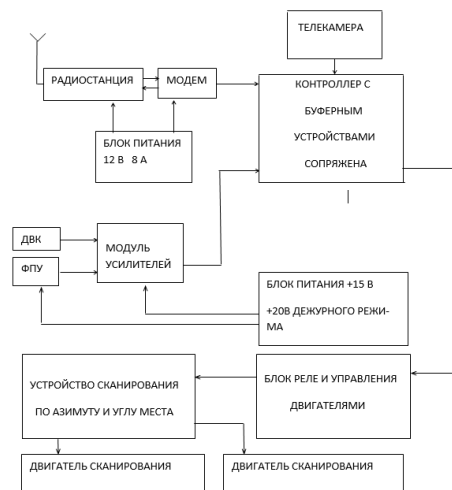 ТЕЛЕКАМЕРА
РАДИОСТАНЦИЯ
МОДЕМ
КОНТРОЛЛЕР С
БУФЕРНЫМ
УСТРОЙСТВАМИ
СОПРЯЖЕНА
БЛОК ПИТАНИЯ
12 В 8 А
ДВК
ФПУ
МОДУЛЬ
УСИЛИТЕЛЕЙ
БЛОК ПИТАНИЯ +15 В
+20В ДЕЖУРНОГО РЕЖИ-
МА
УСТРОЙСТВО СКАНИРОВАНИЯ
ПО АЗИМУТУ И УГЛУ МЕСТА
БЛОК РЕЛЕ И УПРАВЛЕНИЯ
ДВИГАТЕЛЯМИ
ДВИГАТЕЛЬ СКАНИРОВАНИЯ
ДВИГАТЕЛЬ СКАНИРОВАНИЯ